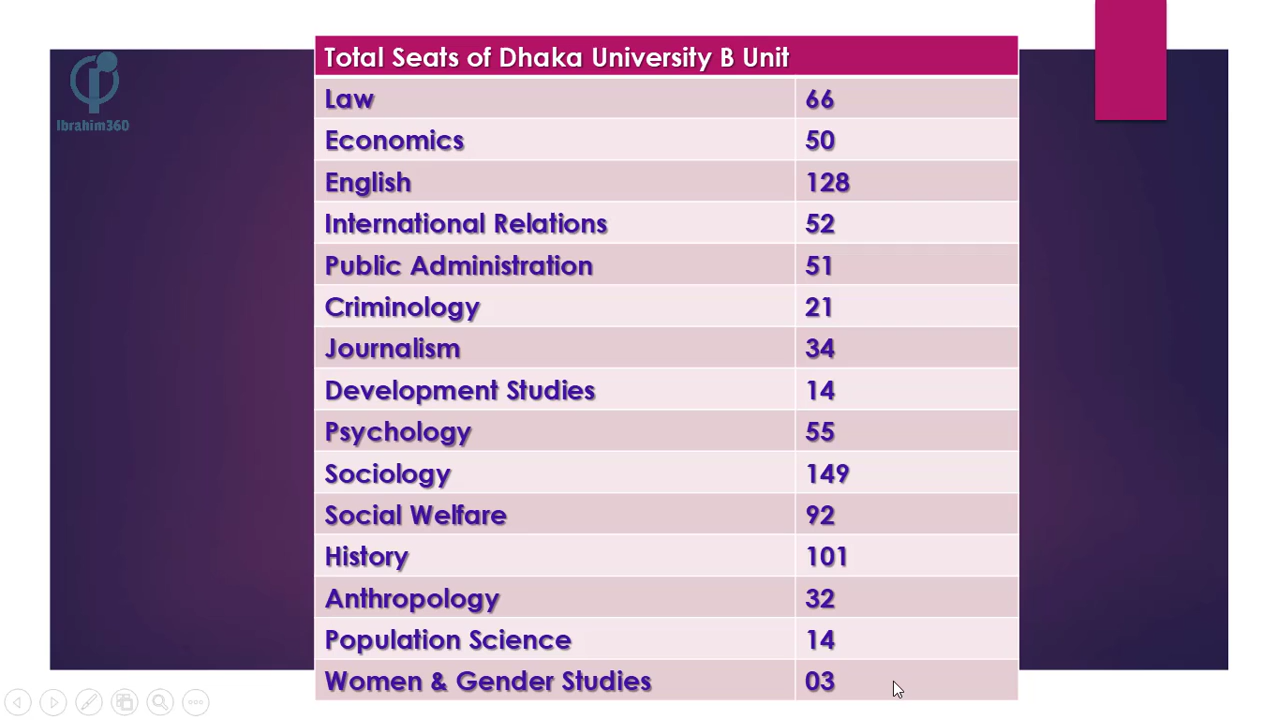 Ibrahim360
Total Seats of Dhaka University B Unit
Law 66
Economics 50
English 128
International Relations 52
Public Administration 51
Criminology 21
Journalism 34
Development Studies 14
Psychology 55
Sociology 149
Social Welfare 92
History 101
Anthropology 32
Population Science 14
Women & Gender Studies 03